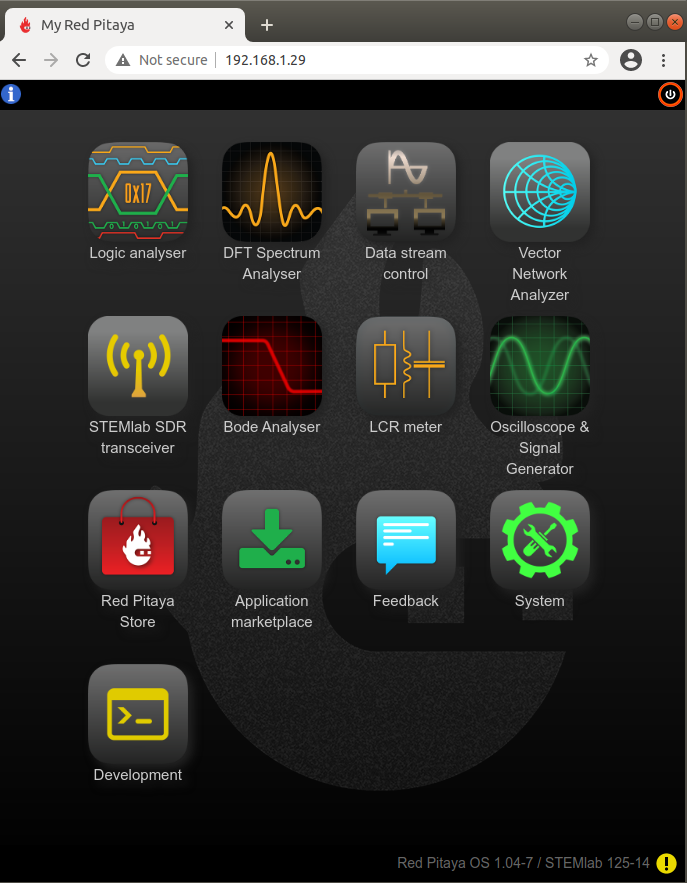 My Red Pitaya
Not secure
192.168.1.29
0x17
Logic analyser
DFT Spectrum
Analyser
Data stream
control
Vector
Network
Analyzer
STEMlab SDR
transceiver
Bode Analyser
LCR meter
Oscilloscope &
Signal
Generator
Red Pitaya
Store
Application
marketplace
Feedback
System
Development
Red Pitaya OS 1.04-7 / STEMlab 125-14